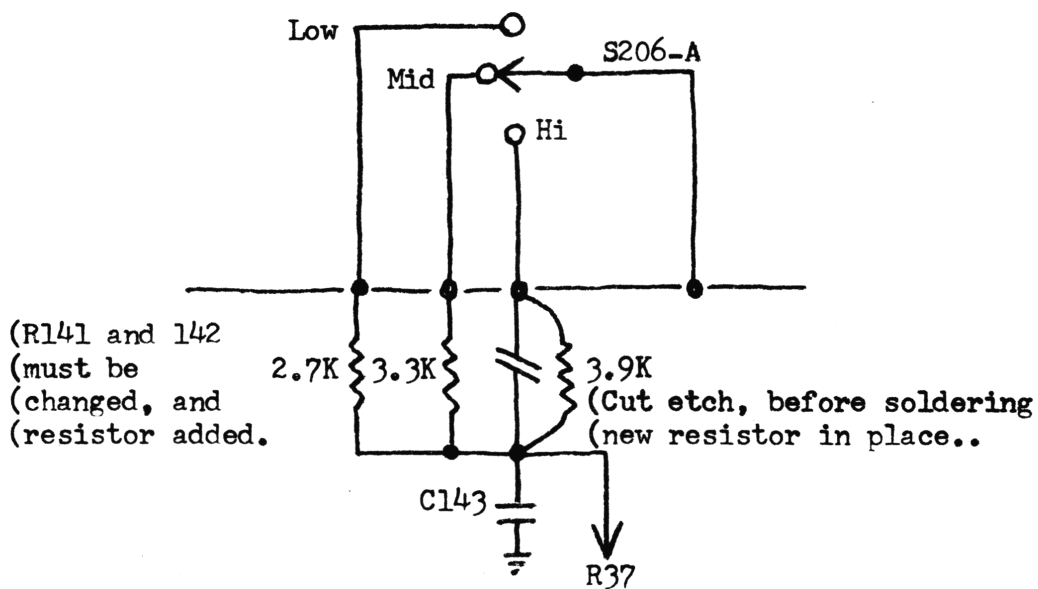 Low
S206-A
Mid
Hi
(R141 and 142
(must be
(changed, and
(resistor added.
2.7K
3.3K
3.9K
(Cut etch, before soldering
(new resistor in place..
C143
R37